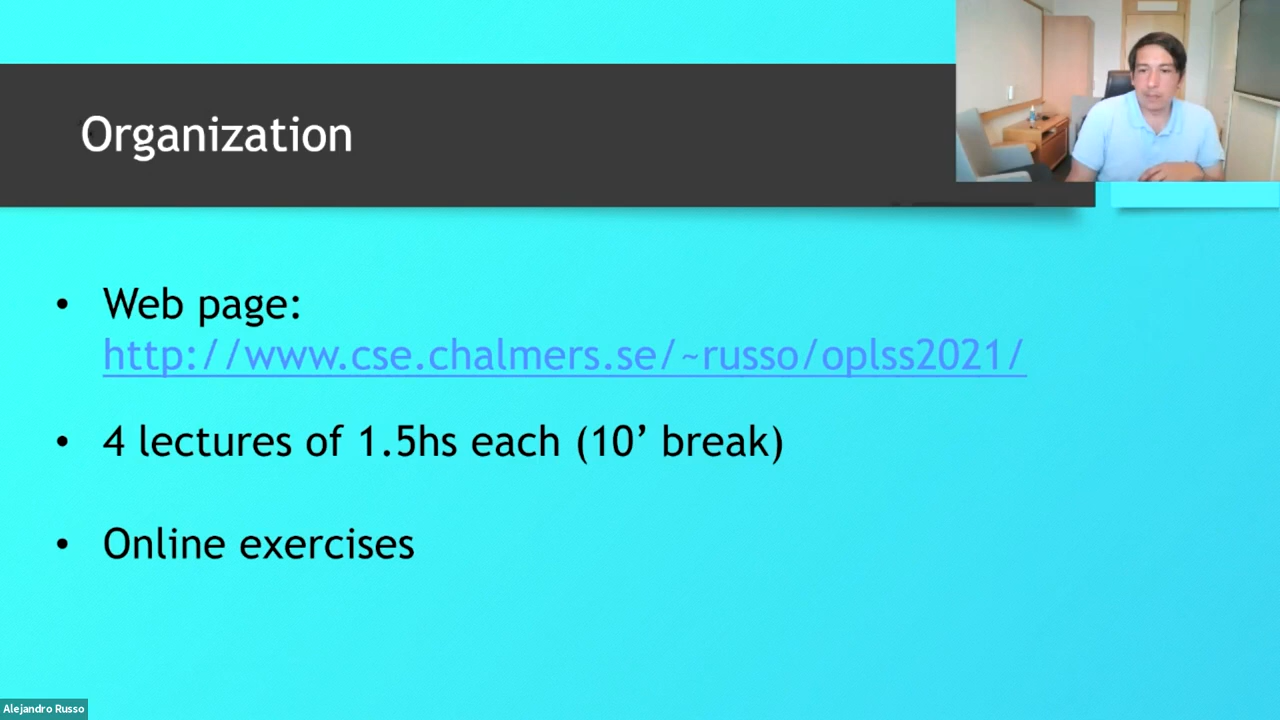 Organization
• Web page:
http://www.cse.chalmers.se/~russo/oplss2021/
• 4 lectures of 1.5hs each (10’ break)
• Online exercises
Alejandro Russo